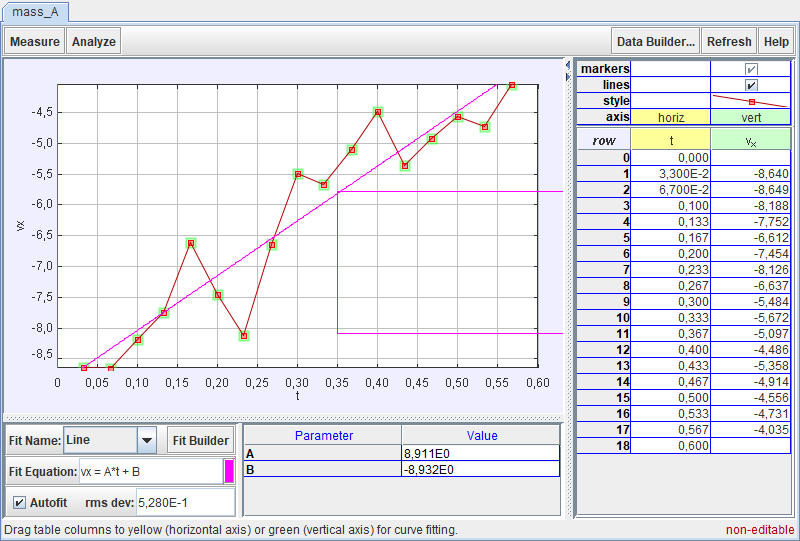 mass_A
Measure Analyze Data Builder... Refresh Help
markers
lines
style
axis horiz vert
row t vx
0 0,000
1 3,300E-2 -8,640
2 6,700E-2 -8,649
3 0,100 -8,188
4 0,133 -7,752
5 0,167 -6,612
6 0,200 -7,454
7 0,233 -8,126
8 0,267 -6,637
9 0,300 -5,484
10 0,333 -5,672
11 0,367 -5,097
12 0,400 -4,486
13 0,433 -5,358
14 0,467 -4,914
15 0,500 -4,556
16 0,533 -4,731
17 0,567 -4,035
18 0,600
-4,5
-5,0
-5,5
-6,0
-6,5
-7,0
-7,5
-8,0
-8,5
vx
0 0,05 0,10 0,15 0,20 0,25 0,30 0,35 0,40 0,45 0,50 0,55 0,60
t
Fit Name: Line Fit Builder
Fit Equation: vx = A*t + B
Autofit rms dev: 5,280E-1
Parameter Value
A 8,911E0
B -8,932E0
Drag table columns to yellow (horizontal axis) or green (vertical axis) for curve fitting. non-editable